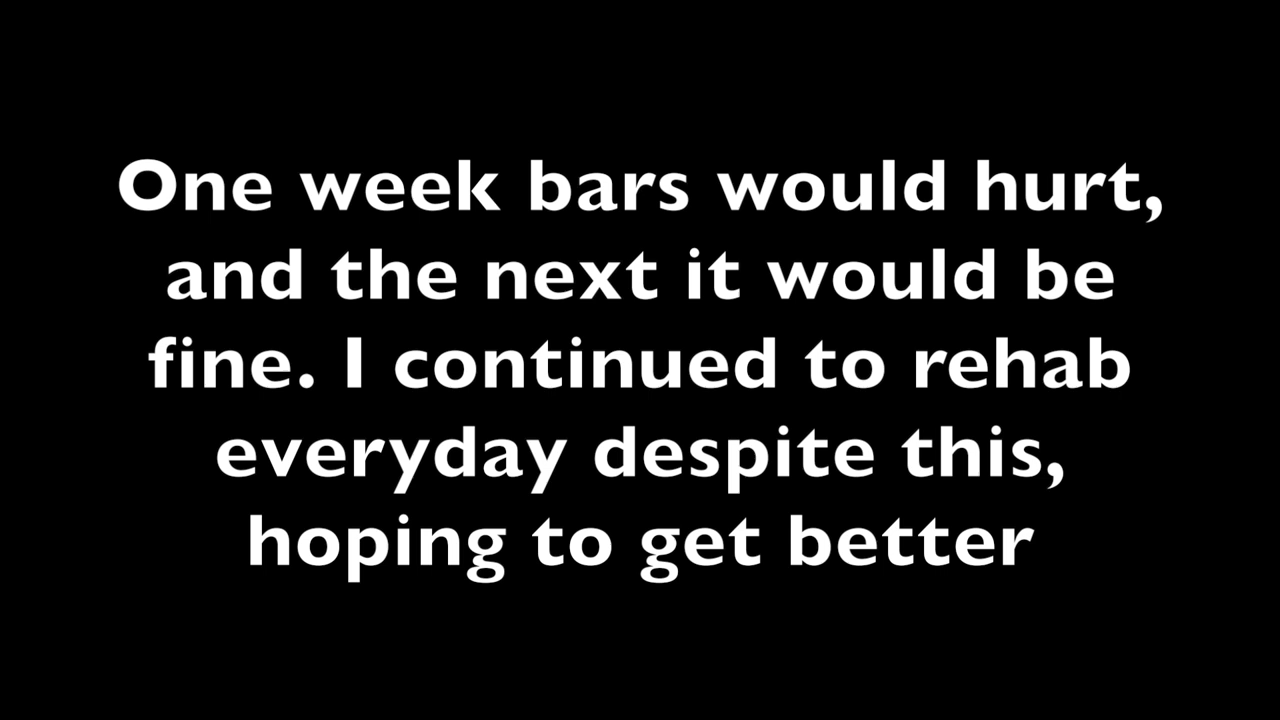 One week bars would hurt,
and the next it would be
fine. I continued to rehab
everyday despite this,
hoping to get better